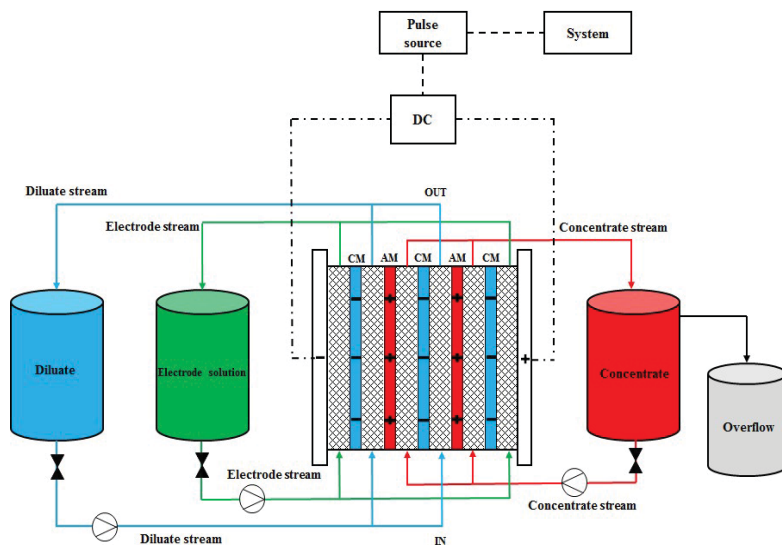 Pulse
source
System
DC
Diluate stream
OUT
Electrode stream
Concentrate stream
CM AM CM AM CM
- + - + -
- - + - + - +
- + - + -
Diluate
Electrode solution
Concentrate
Overflow
Electrode stream
Concentrate stream
Diluate stream
IN